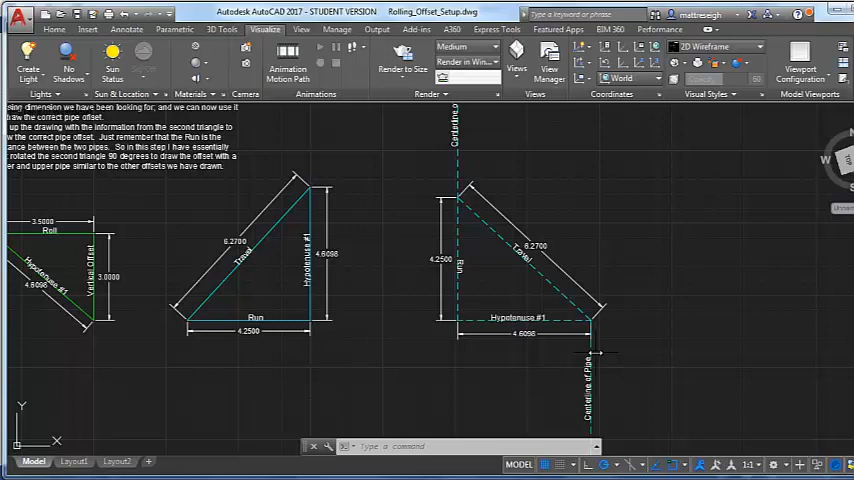 Autodesk AutoCAD 2017 - STUDENT VERSION Rolling_Offset_Setup.dwg
Type a keyword or phrase
mattreseigh
Home Insert Annotate Parametric 3D Tools Visualize View Manage Output Add-ins A360 Express Tools Featured Apps BIM 360 Performance
Create Light
No Shadows
Sun Status
Animation Motion Path
Medium
Render in Win...
Render to Size
Views
View Manager
World
2D Wireframe
Opacity 60
Viewport Configuration
Lights
Sun & Location
Materials
Camera
Animations
Render
Coordinates
Model Viewports
sing dimension we have been looking for; and we can now use it
draw the correct pipe offset.
up the drawing with the information from the second triangle to
w the correct pipe offset. Just remember that the Run is the
tance between the two pipes. So in this step I have essentially
rotated the second triangle 90 degrees to draw the offset with a
er and upper pipe similar to the other offsets we have drawn.
3.5000
Roll
Vertical Offset
3.0000
Hypotenuse #1
4.6098
6.2700
Travel
Hypotenuse #1
4.6098
Run
4.2500
Centerline o
6.2700
Travel
4.2500
Run
Hypotenuse #1
4.6098
Centerline of Pipe
W
TOP
Y
X
Type a command
Model Layout1 Layout2
MODEL
1:1